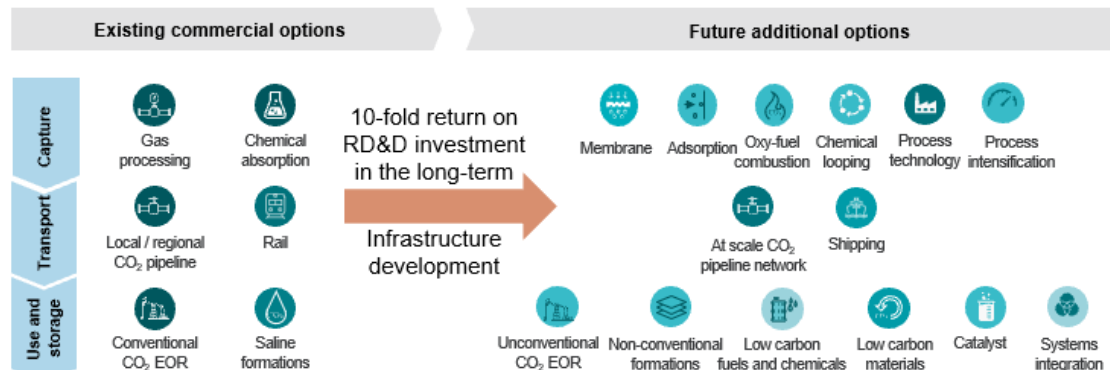 Existing commercial options
Future additional options
Capture
Gas
processing
Chemical
absorption
10-fold return on
RD&D investment
in the long-term
Membrane
Adsorption
Oxy-fuel
combustion
Chemical
looping
Process
technology
Process
intensification
Transport
Local / regional
CO₂ pipeline
Rail
Infrastructure
development
At scale CO₂
pipeline network
Shipping
Use and
storage
Conventional
CO₂ EOR
Saline
formations
Unconventional
CO₂ EOR
Non-conventional
formations
Low carbon
fuels and chemicals
Low carbon
materials
Catalyst
Systems
integration